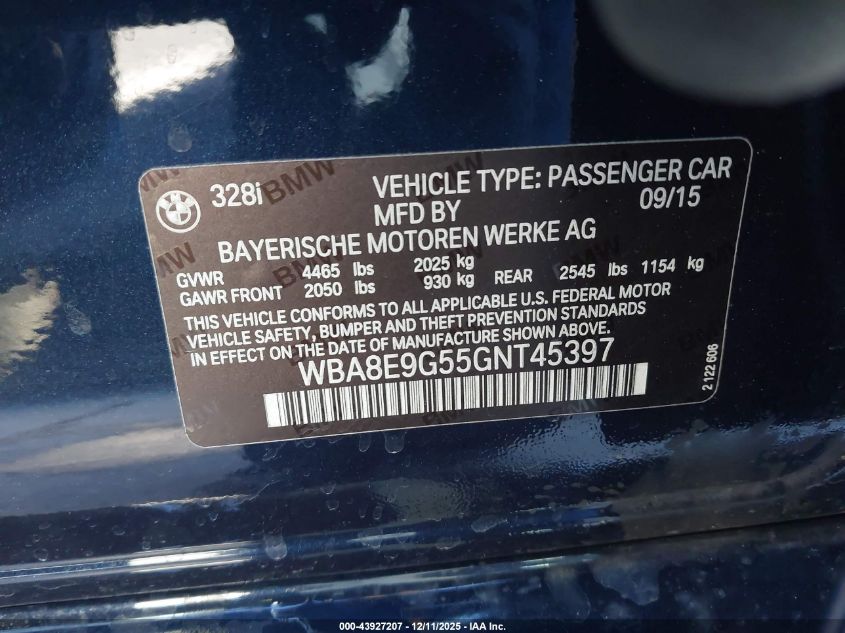 BMW
328i
VEHICLE TYPE: PASSENGER CAR
MFD BY 09/15
BAYERISCHE MOTOREN WERKE AG
GVWR 4465 lbs 2025 kg
GAWR FRONT 2050 lbs 930 kg REAR 2545 lbs 1154 kg
THIS VEHICLE CONFORMS TO ALL APPLICABLE U.S. FEDERAL MOTOR
VEHICLE SAFETY, BUMPER AND THEFT PREVENTION STANDARDS
IN EFFECT ON THE DATE OF MANUFACTURE SHOWN ABOVE.
WBA8E9G55GNT45397
2 122 606
000-43927207 - 12/11/2025 - IAA Inc.